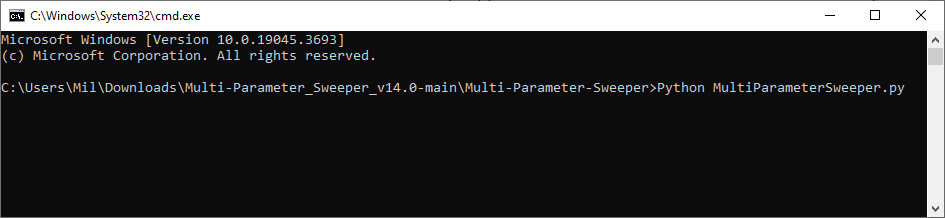 C:\Windows\System32\cmd.exe
Microsoft Windows [Version 10.0.19045.3693]
(c) Microsoft Corporation. All rights reserved.
C:\Users\Mil\Downloads\Multi-Parameter_Sweeper_v14.0-main\Multi-Parameter-Sweeper>Python MultiParameterSweeper.py